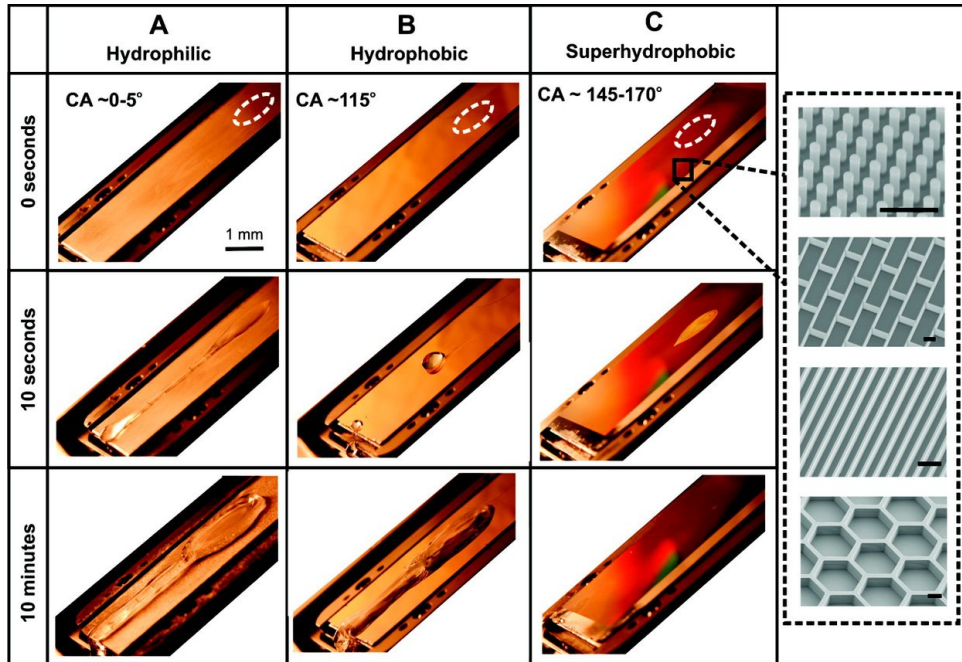 A
Hydrophilic
B
Hydrophobic
C
Superhydrophobic
0 seconds
CA ~0-5°
1 mm
CA ~115°
CA ~ 145-170°
10 seconds
10 minutes